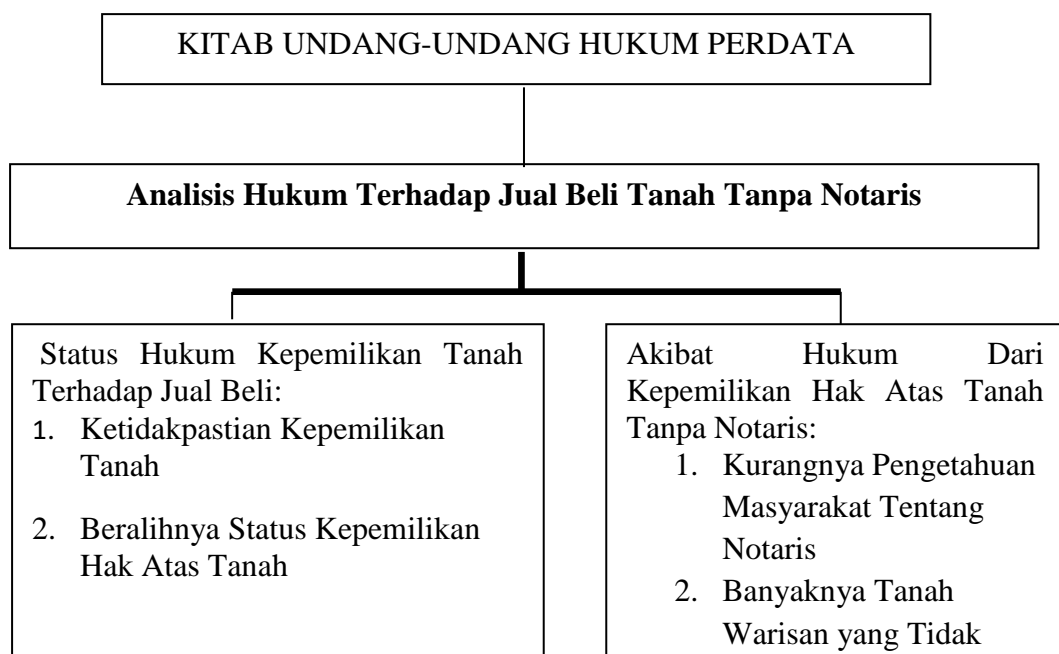 KITAB UNDANG-UNDANG HUKUM PERDATA
Analisis Hukum Terhadap Jual Beli Tanah Tanpa Notaris
Status Hukum Kepemilikan Tanah
Terhadap Jual Beli:
1. Ketidakpastian Kepemilikan
Tanah
2. Beralihnya Status Kepemilikan
Hak Atas Tanah
Akibat Hukum Dari
Kepemilikan Hak Atas Tanah
Tanpa Notaris:
1. Kurangnya Pengetahuan
Masyarakat Tentang
Notaris
2. Banyaknya Tanah
Warisan yang Tidak